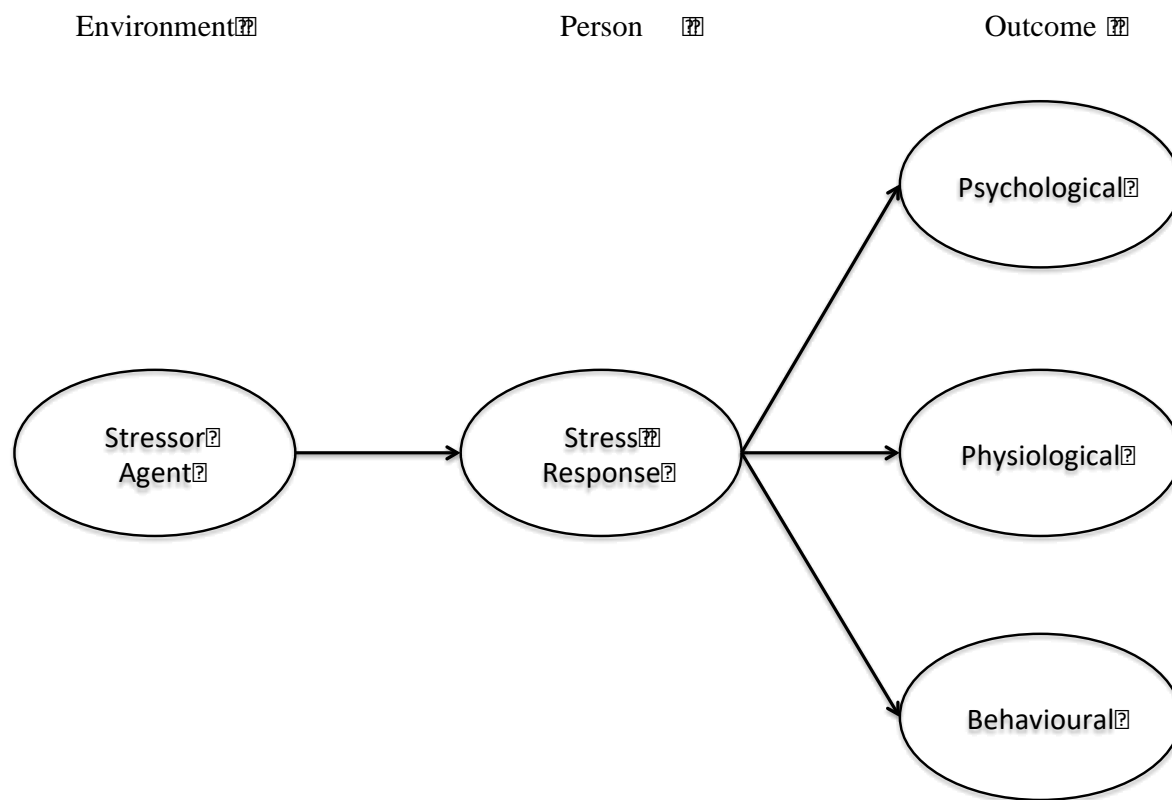 Environment
Person
Outcome
Psychological
Stressor
Agent
Stress
Response
Physiological
Behavioural